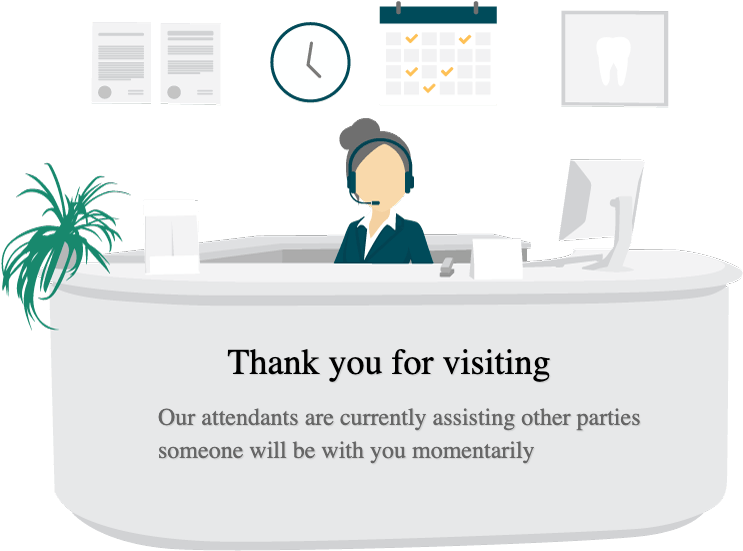 Thank you for visiting
Our attendants are currently assisting other parties
someone will be with you momentarily